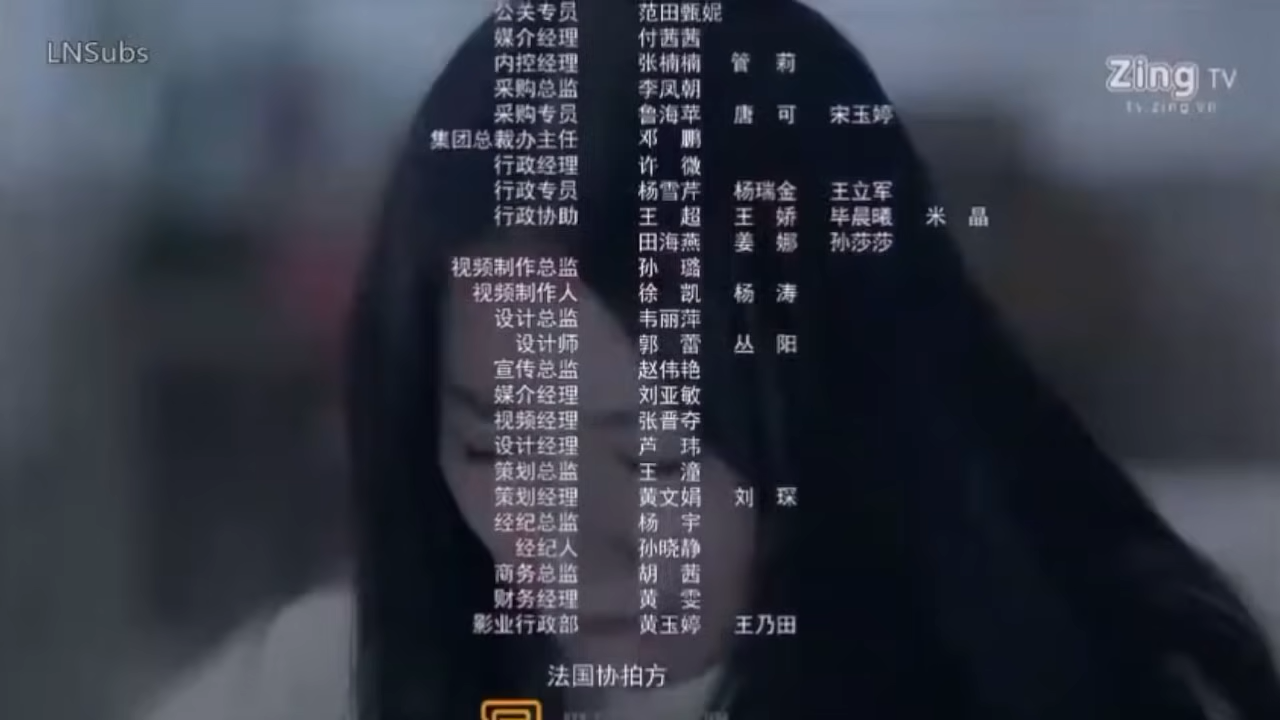 公关专员 范田甄妮
LNSubs
媒介经理 付茜茜
内控经理 张楠楠 管 莉
Zing TV
采购总监 李凤朝
tv.zing.vn
采购专员 鲁海苹 唐 可 宋玉婷
集团总裁办主任 邓 鹏
行政经理 许 微
行政专员 杨雪芹 杨瑞金 王立军
行政协助 王 超 王 娇 毕晨曦 米 晶
田海燕 姜 娜 孙莎莎
视频制作总监 孙 璐
视频制作人 徐 凯 杨 涛
设计总监 韦丽萍
设计师 郭 蕾 丛 阳
宣传总监 赵伟艳
媒介经理 刘亚敏
视频经理 张晋夺
设计经理 芦 玮
策划总监 王 潼
策划经理 黄文娟 刘 琛
经纪总监 杨 宇
经纪人 孙晓静
商务总监 胡 茜
财务经理 黄 雯
影业行政部 黄玉婷 王乃田
法国协拍方